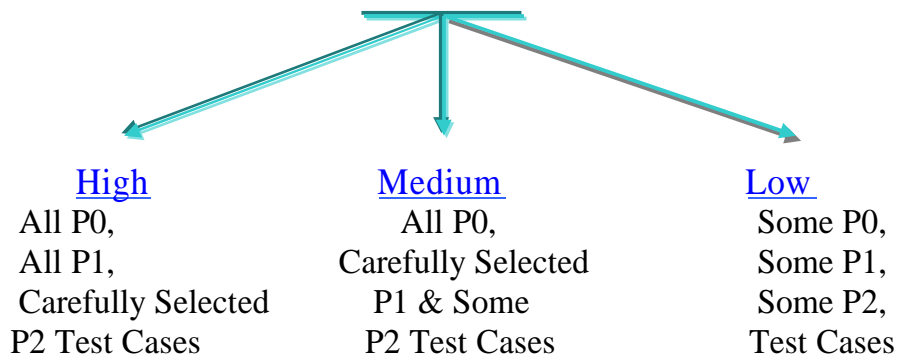 High
All P0,
All P1,
Carefully Selected
P2 Test Cases
Medium
All P0,
Carefully Selected
P1 & Some
P2 Test Cases
Low
Some P0,
Some P1,
Some P2,
Test Cases